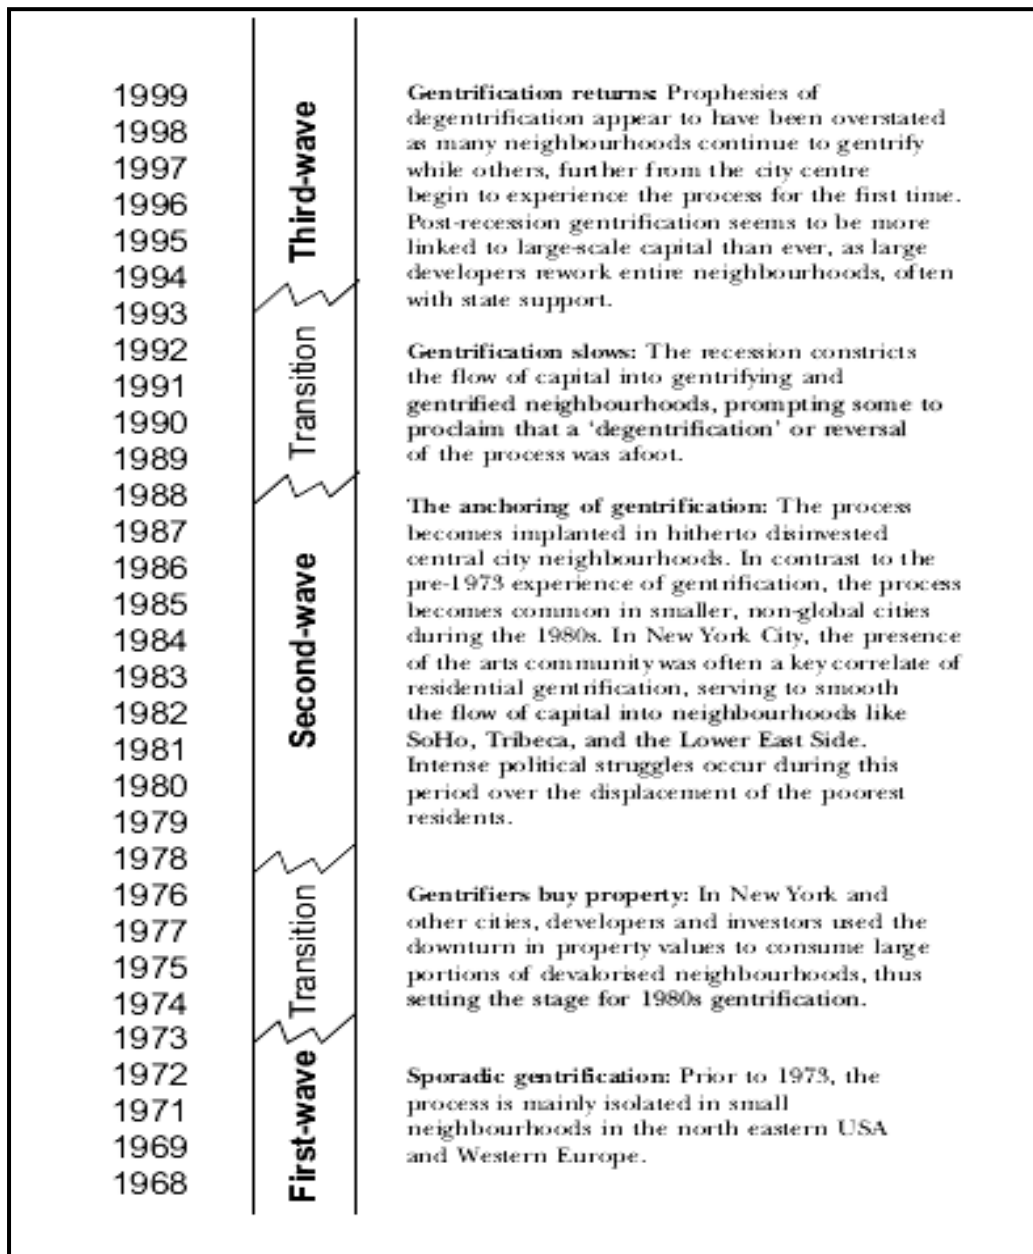 1999
1998
1997
1996
1995
1994
1993
1992
1991
1990
1989
1988
1987
1986
1985
1984
1983
1982
1981
1980
1979
1978
1976
1977
1975
1974
1973
1972
1971
1969
1968
Third-wave
Transition
Second-wave
Transition
First-wave
Gentrification returns: Prophesies of
degentrification appear to have been overstated
as many neighbourhoods continue to gentrify
while others, further from the city centre
begin to experience the process for the first time.
Post-recession gentrification seems to be more
linked to large-scale capital than ever, as large
developers rework entire neighbourhoods, often
with state support.
Gentrification slows: The recession constricts
the flow of capital into gentrifying and
gentrified neighbourhoods, prompting some to
proclaim that a ‘degentrification’ or reversal
of the process was afoot.
The anchoring of gentrification: The process
becomes implanted in hitherto disinvested
central city neighbourhoods. In contrast to the
pre-1973 experience of gentrification, the process
becomes common in smaller, non-global cities
during the 1980s. In New York City, the presence
of the arts community was often a key correlate of
residential gentrification, serving to smooth
the flow of capital into neighbourhoods like
SoHo, Tribeca, and the Lower East Side.
Intense political struggles occur during this
period over the displacement of the poorest
residents.
Gentrifiers buy property: In New York and
other cities, developers and investors used the
downturn in property values to consume large
portions of devalorised neighbourhoods, thus
setting the stage for 1980s gentrification.
Sporadic gentrification: Prior to 1973, the
process is mainly isolated in small
neighbourhoods in the north eastern USA
and Western Europe.